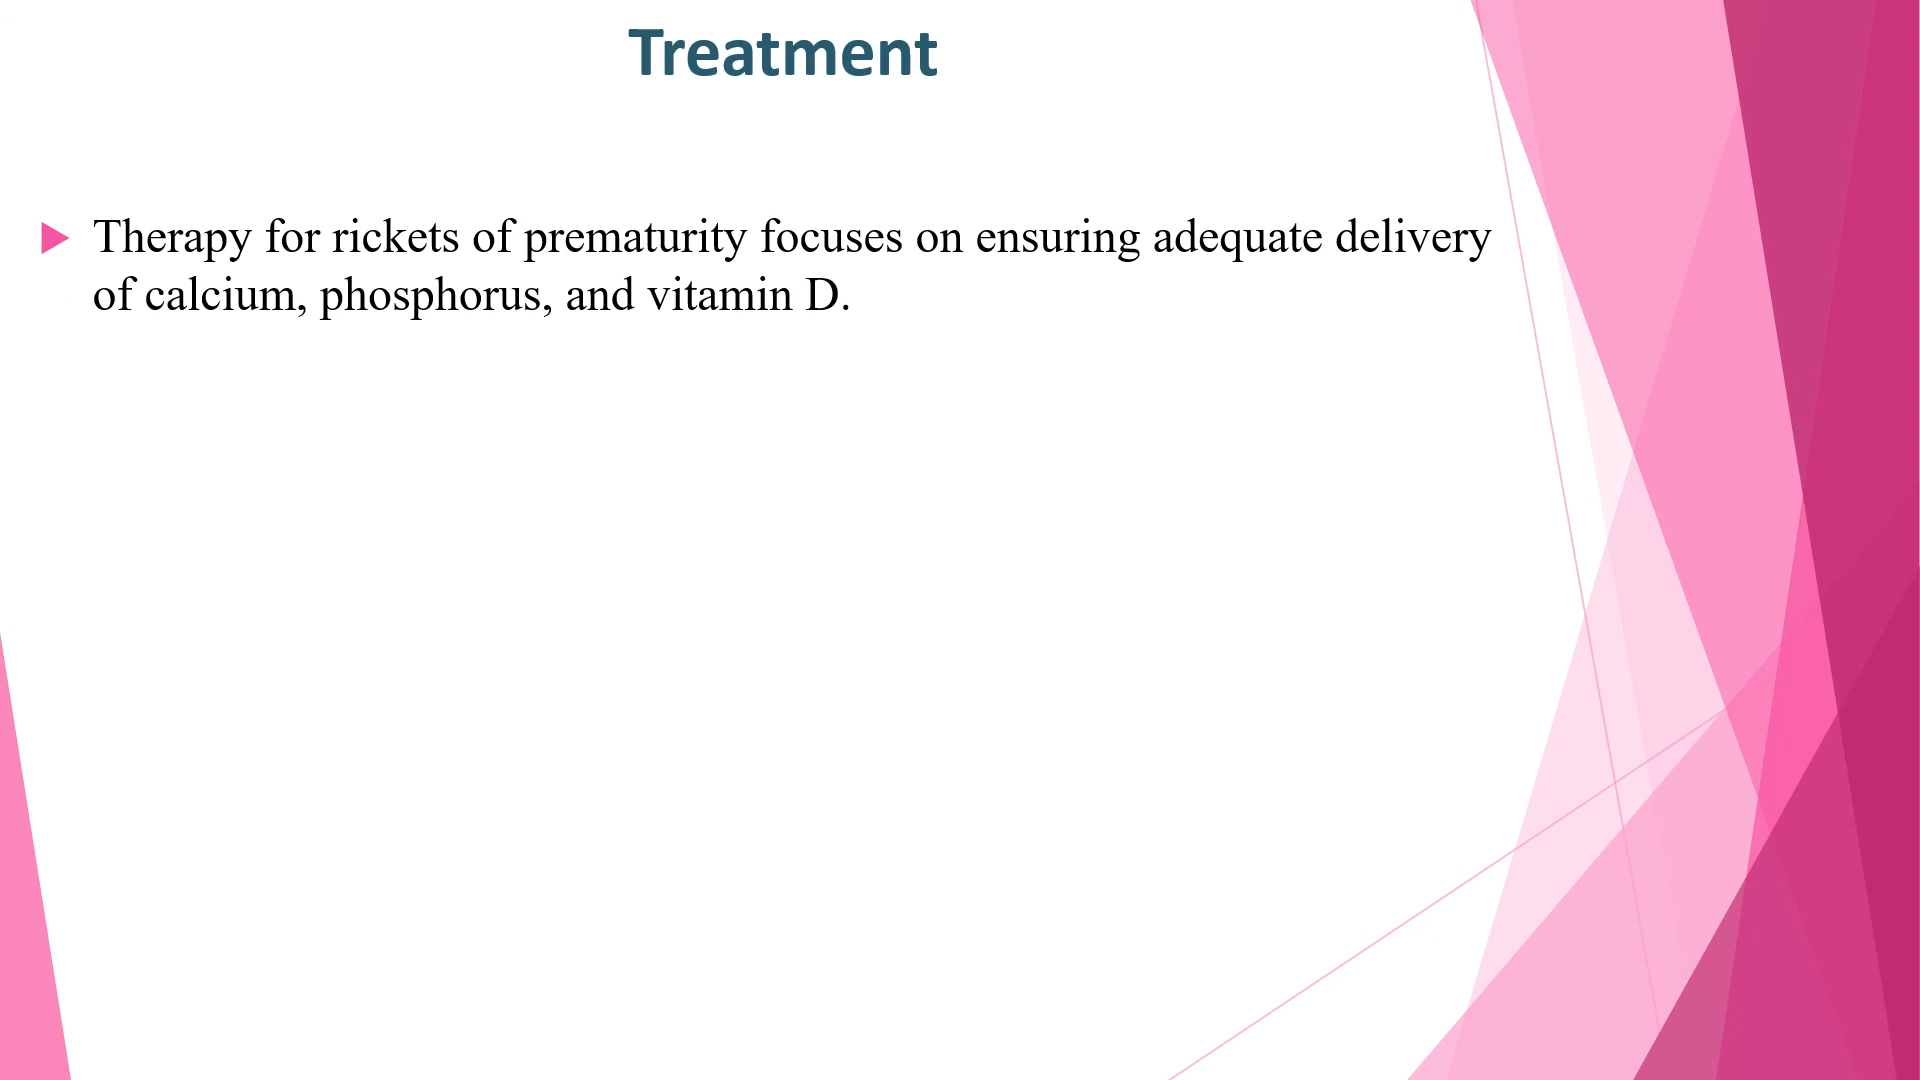 Treatment
Therapy for rickets of prematurity focuses on ensuring adequate delivery
of calcium, phosphorus, and vitamin D.